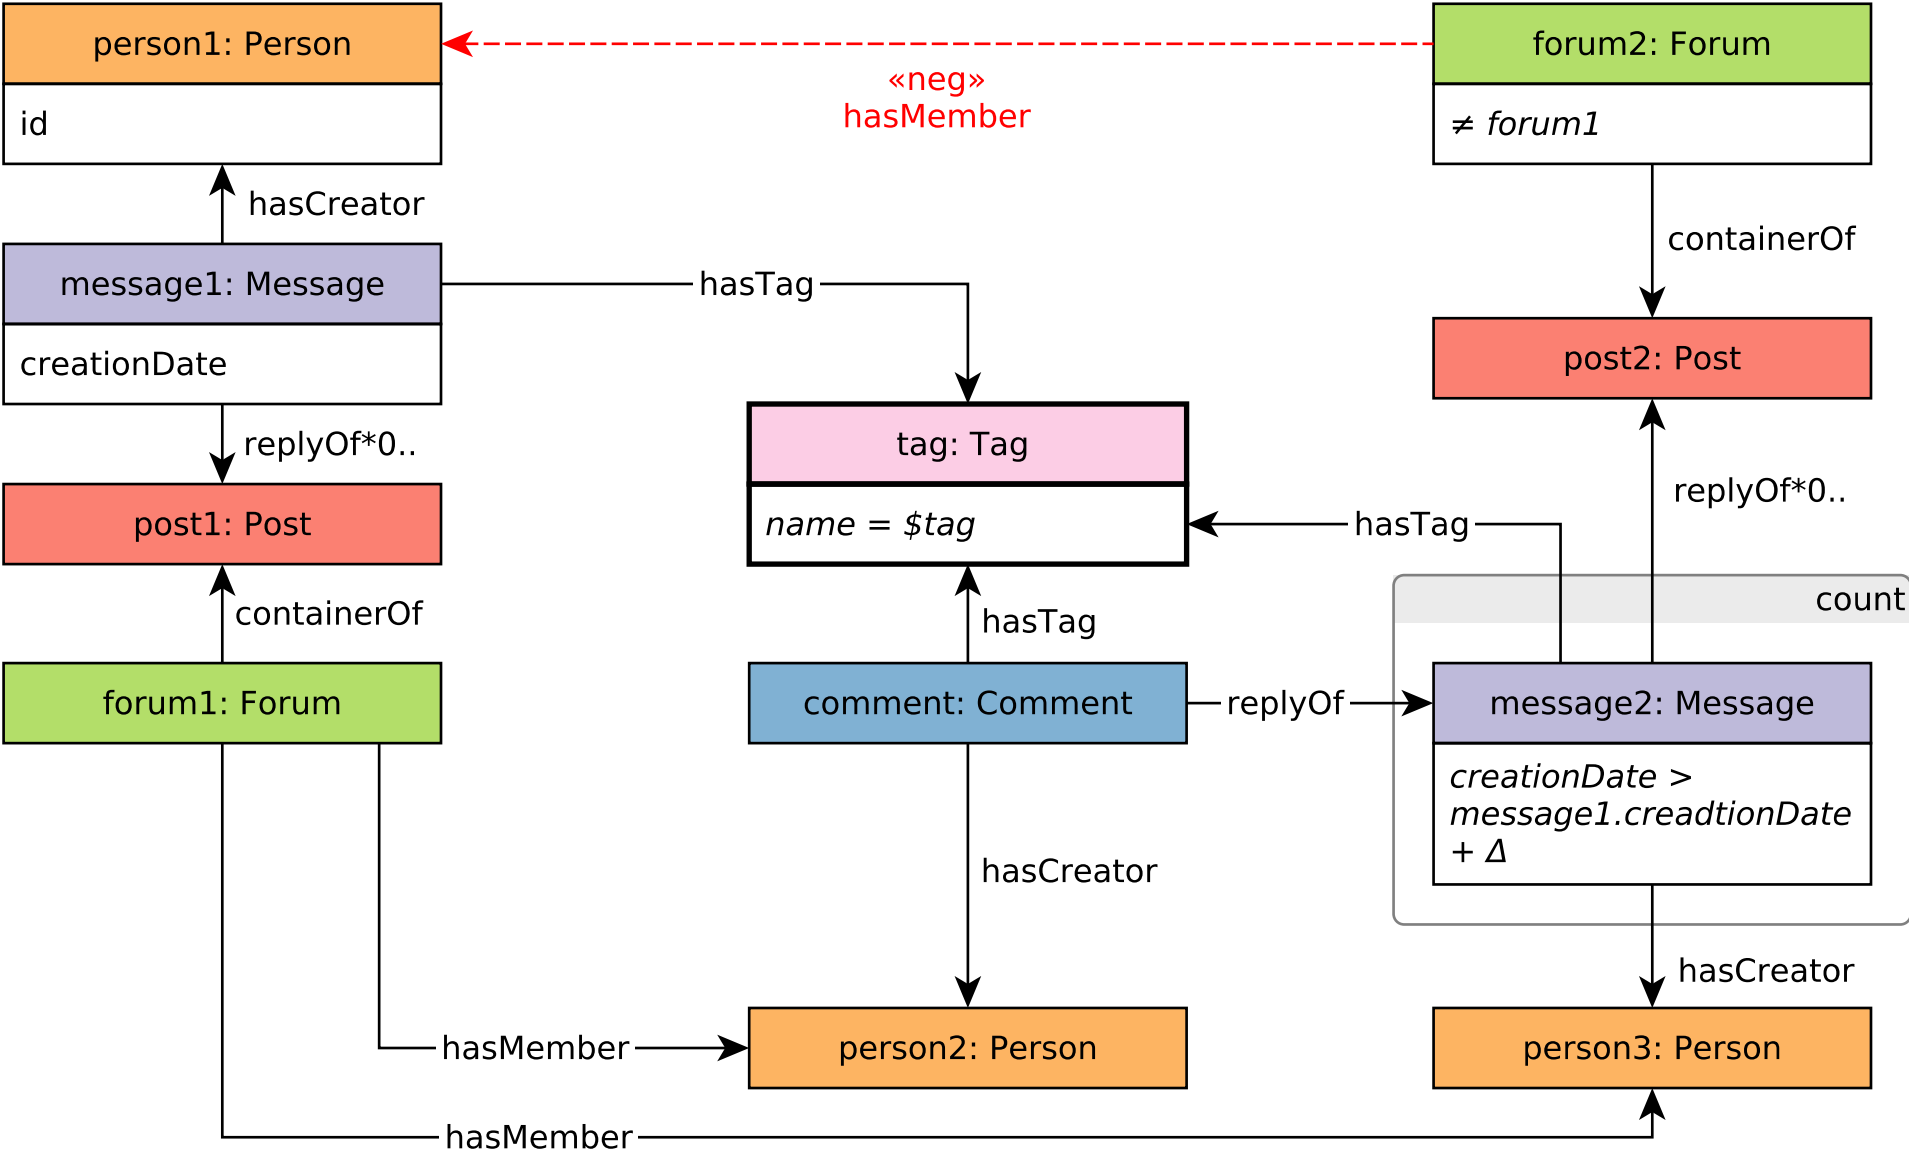 person1: Person
id
«neg»
hasMember
forum2: Forum
≠ forum1
hasCreator
containerOf
message1: Message
creationDate
hasTag
replyOf*0..
post1: Post
tag: Tag
name = $tag
post2: Post
hasTag
replyOf*0..
containerOf
hasTag
count
forum1: Forum
comment: Comment
replyOf
message2: Message
creationDate >
message1.creadtionDate
+ Δ
hasCreator
hasCreator
hasMember
person2: Person
person3: Person
hasMember